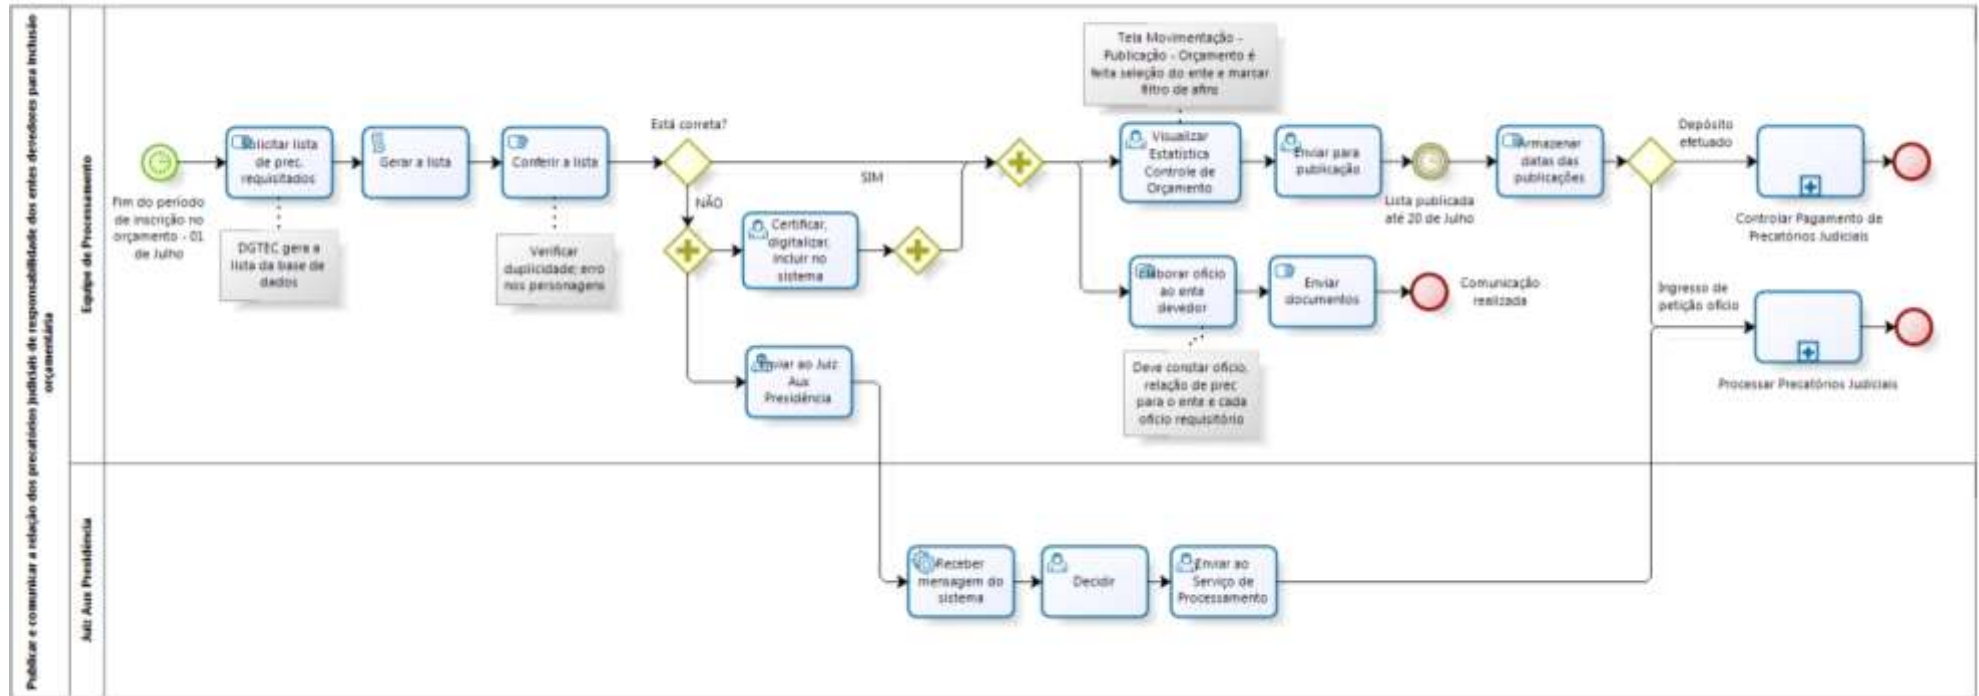 Publicar e comunicar a relação dos precatórios judiciais de responsabilidade dos entes deredores para inclusão
orçamentária
Equipe de Processamento
Fim do período
de inscrição no
orçamento - 01
de Julho
Solicitar lista
de prec.
requisitados
DGTEC gera a
lista da base de
dados
Gerar a lista
Conferir a lista
Verificar
duplicidade; erro
nos personagens
Está correta?
SIM
NÃO
Certificar,
digitalizar,
incluir no
sistema
Enviar ao Juiz
Aux
Presidência
Tela Movimentação -
Publicação - Orçamento é
feita seleção do ente e marcar
filtro de afins
Visualizar
Estatística
Controle de
Orçamento
Enviar para
publicação
Lista publicada
até 20 de Julho
Armazenar
datas das
publicações
Elaborar ofício
ao ente
devedor
Enviar
documentos
Comunicação
realizada
Deve constar ofício,
relação de prec
para o ente e cada
ofício requisitório
Depósito
efetuado
Controlar Pagamento de
Precatórios Judiciais
Ingresso de
petição ofício
Processar Precatórios Judiciais
Juiz Aux Presidência
Receber
mensagem do
sistema
Decidir
Enviar ao
Serviço de
Processamento